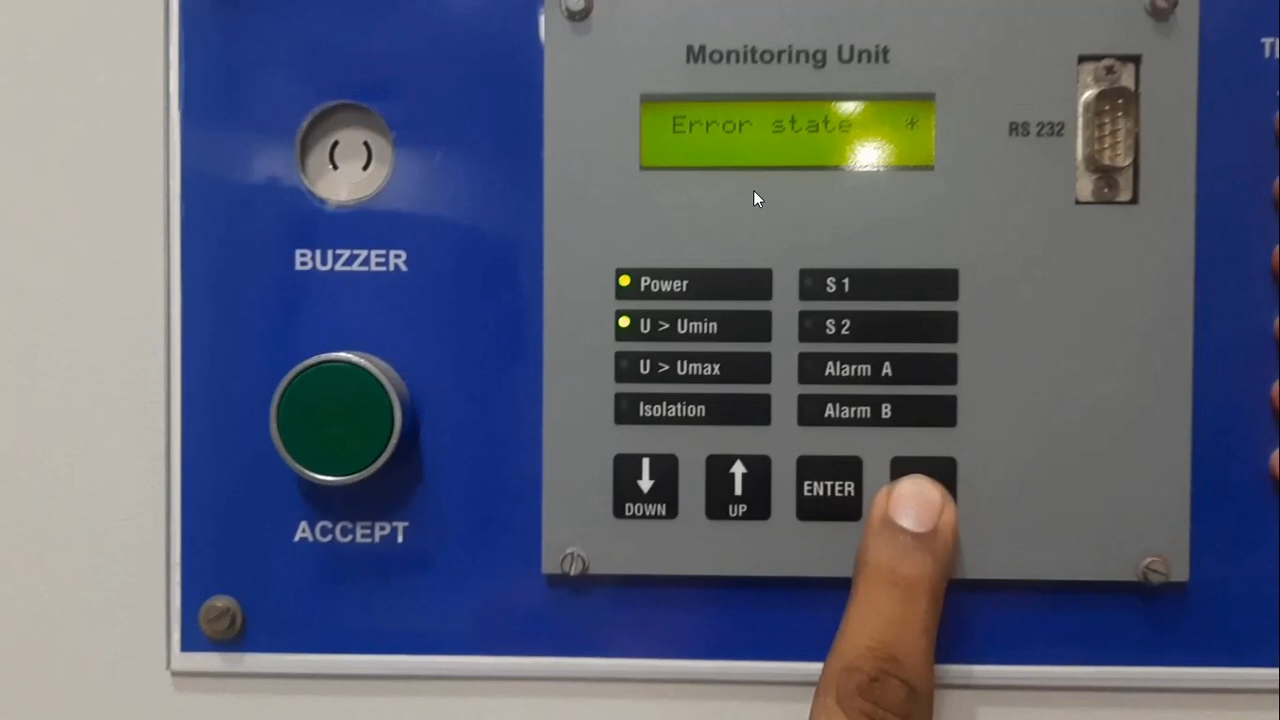 Monitoring Unit
Error state *
RS 232
BUZZER
Power
S 1
U > Umin
S 2
U > Umax
Alarm A
Isolation
Alarm B
DOWN
UP
ENTER
ACCEPT